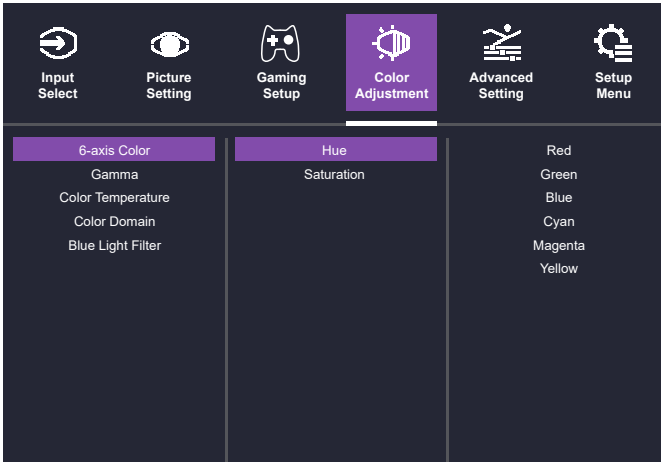 Input
Select
Picture
Setting
Gaming
Setup
Color
Adjustment
Advanced
Setting
Setup
Menu
6-axis Color
Gamma
Color Temperature
Color Domain
Blue Light Filter
Hue
Saturation
Red
Green
Blue
Cyan
Magenta
Yellow